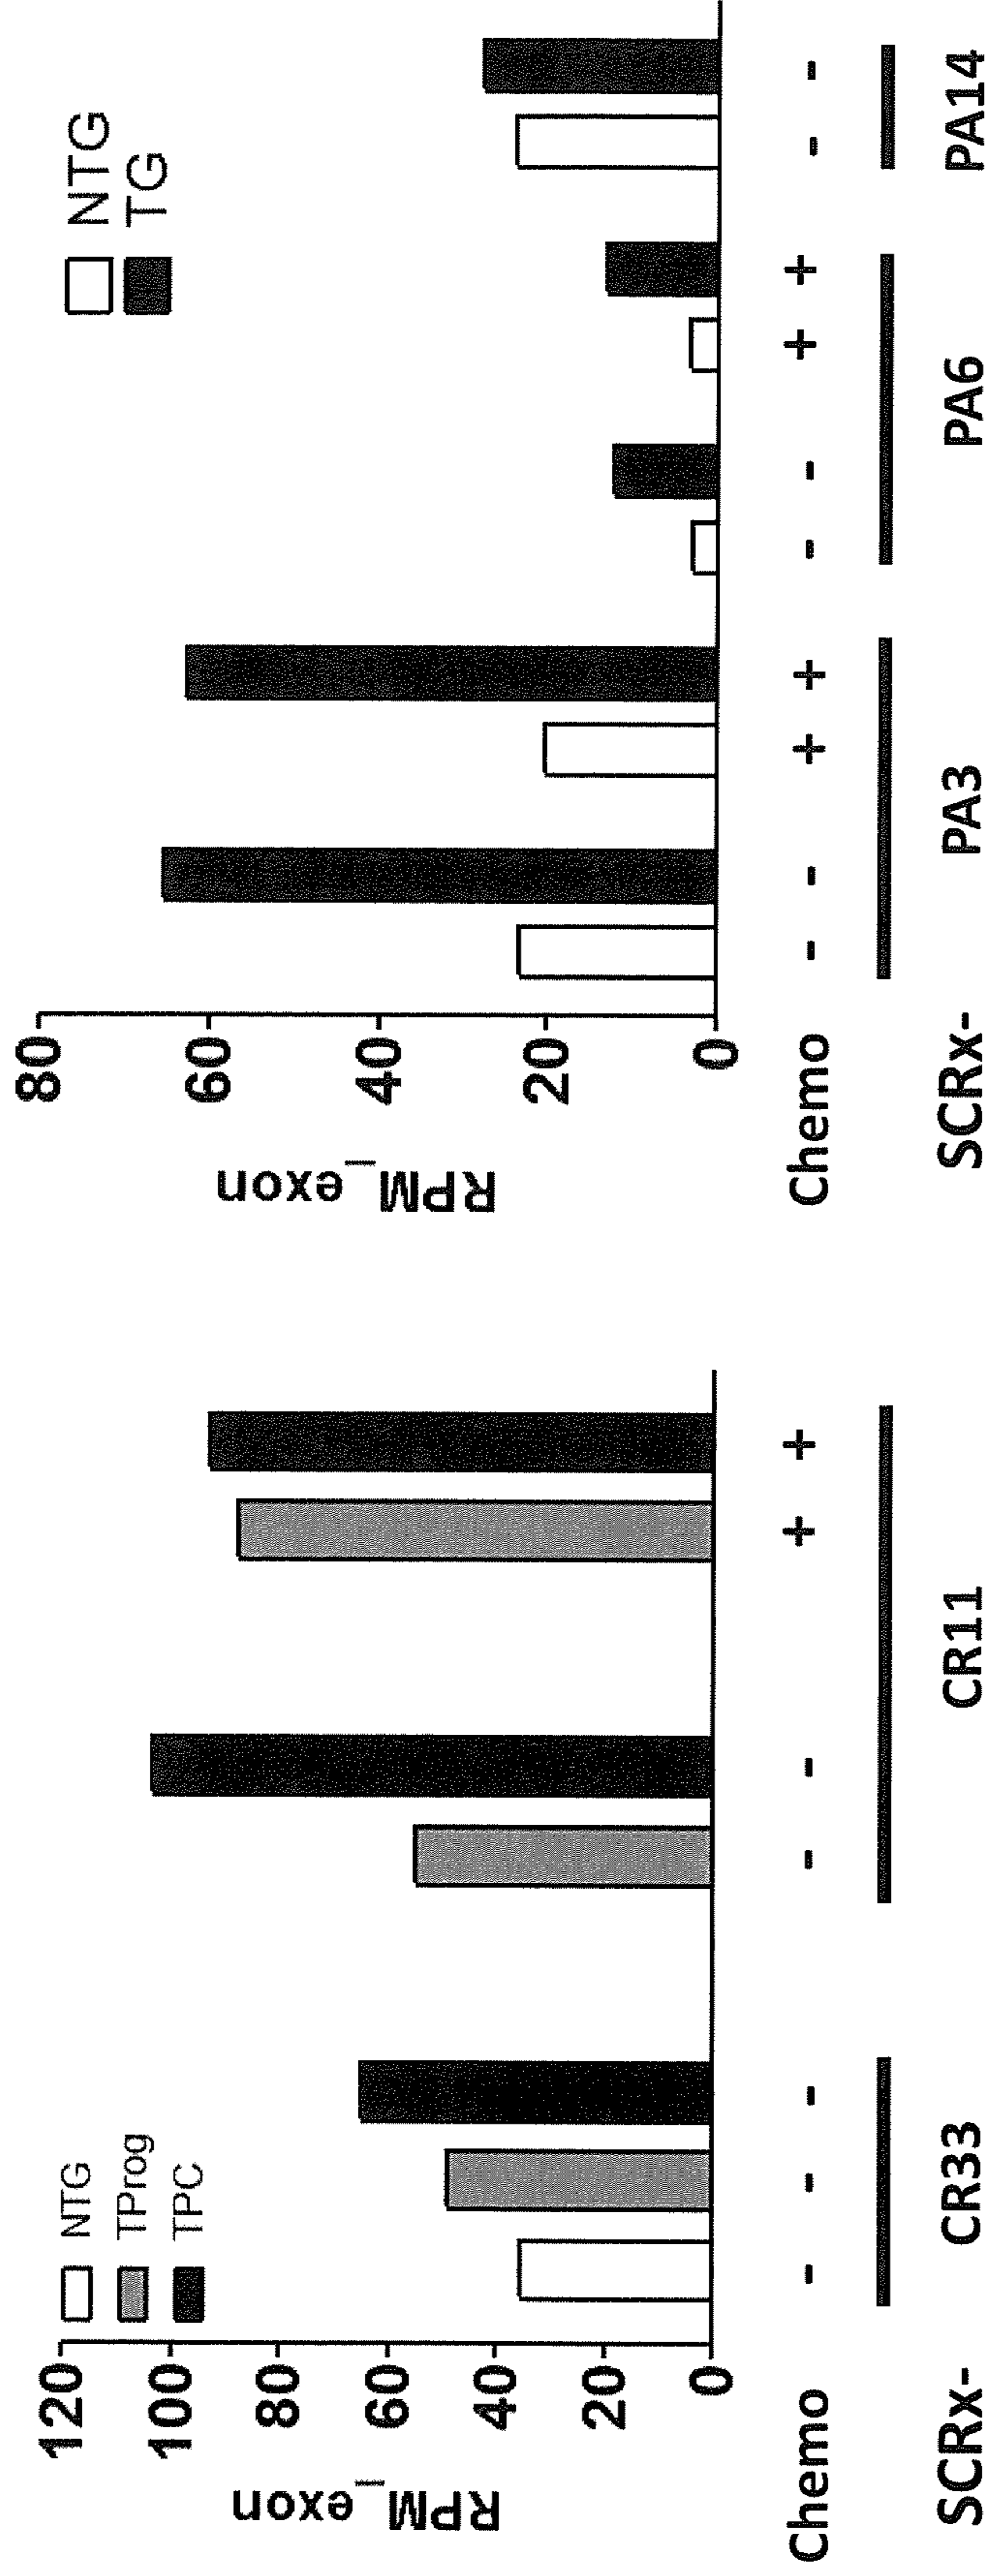 NTG
TProg
TPC
RPM_exon
120
100
80
60
40
20
0
Chemo - - - - - + +
SCRx- CR33 CR11
NTG
TG
RPM_exon
80
60
40
20
0
Chemo - - + + - - + + - -
SCRx- PA3 PA6 PA14